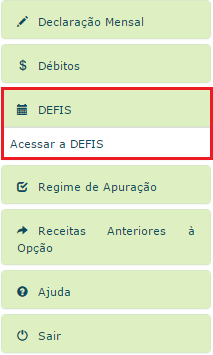 Declaração Mensal
$ Débitos
DEFIS
Acessar a DEFIS
Regime de Apuração
Receitas Anteriores à
Opção
Ajuda
Sair